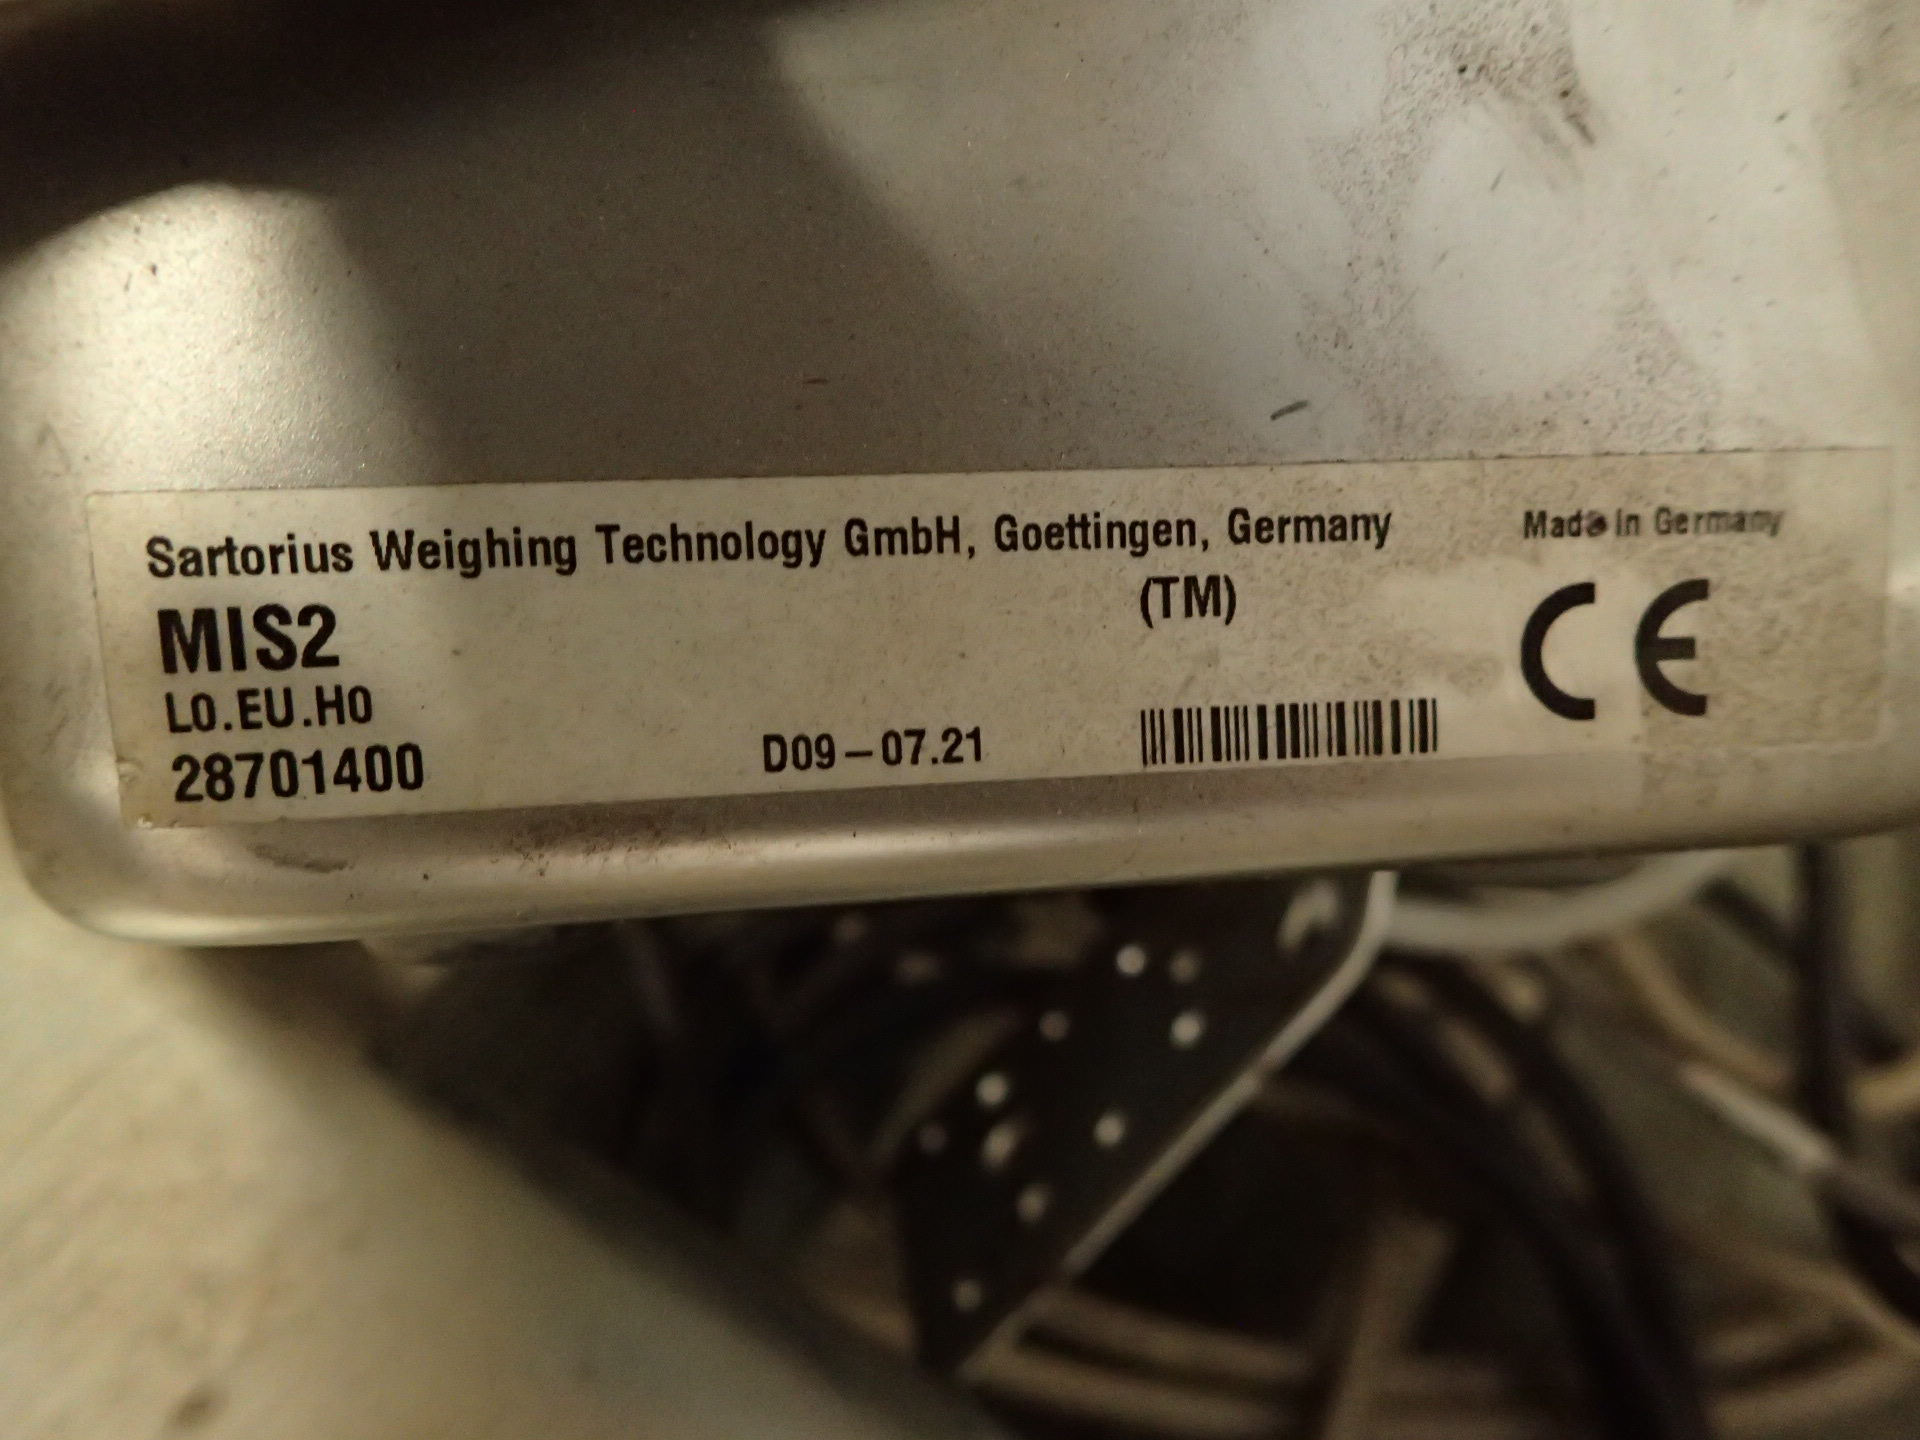 Sartorius Weighing Technology GmbH, Goettingen, Germany
Made in Germany
(TM)
MIS2
L0.EU.H0
28701400
D09-07.21
CE